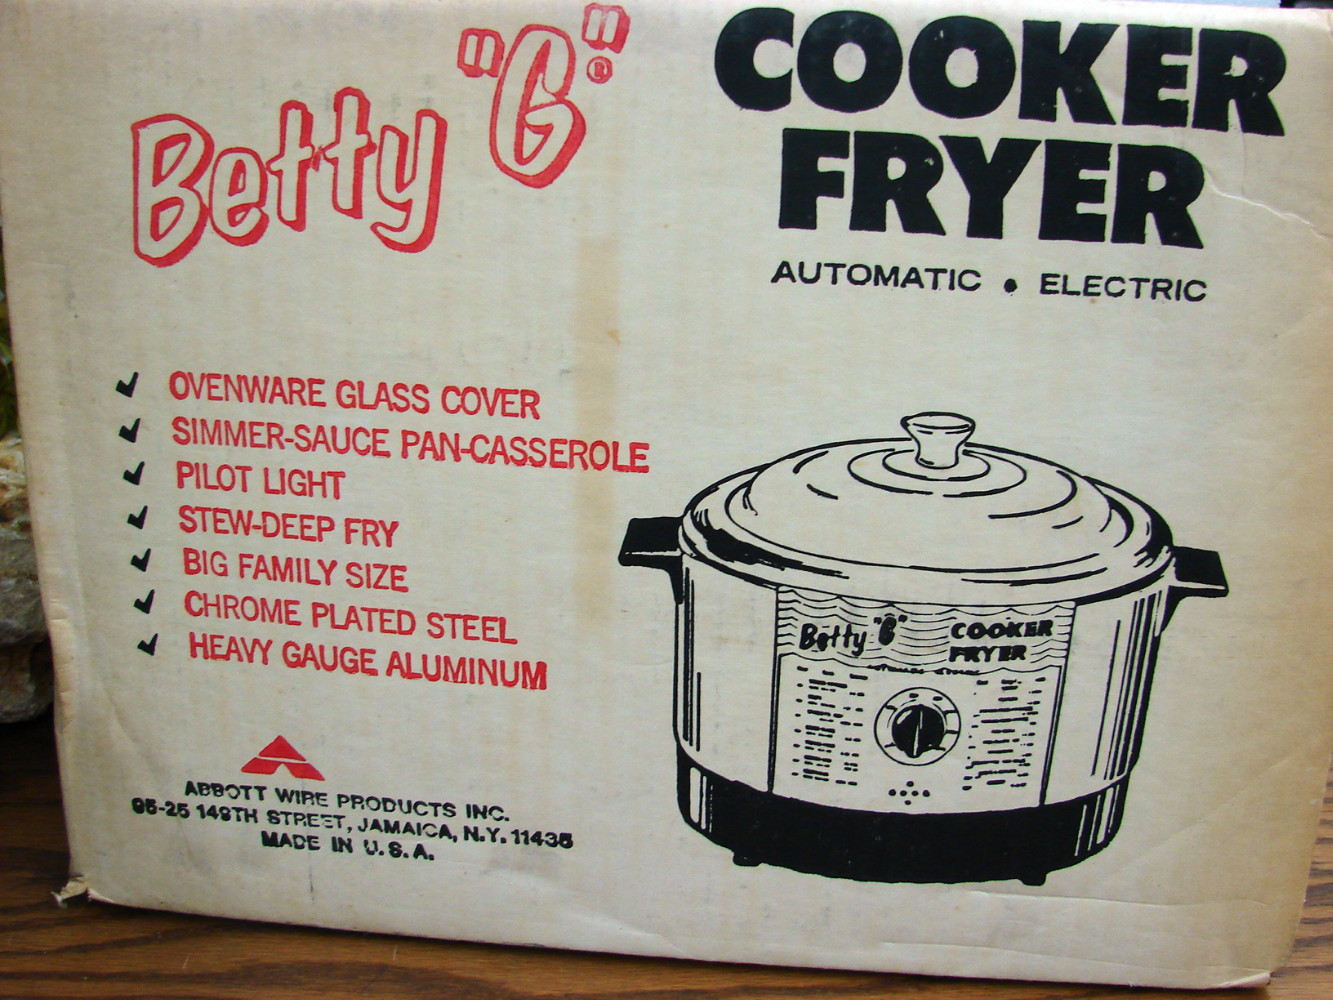 Betty "G"®
COOKER
FRYER
AUTOMATIC • ELECTRIC
OVENWARE GLASS COVER
SIMMER-SAUCE PAN-CASSEROLE
PILOT LIGHT
STEW-DEEP FRY
BIG FAMILY SIZE
CHROME PLATED STEEL
HEAVY GAUGE ALUMINUM
ABBOTT WIRE PRODUCTS INC.
95-25 149TH STREET, JAMAICA, N.Y. 11435
MADE IN U.S.A.
Betty "G"
COOKER
FRYER